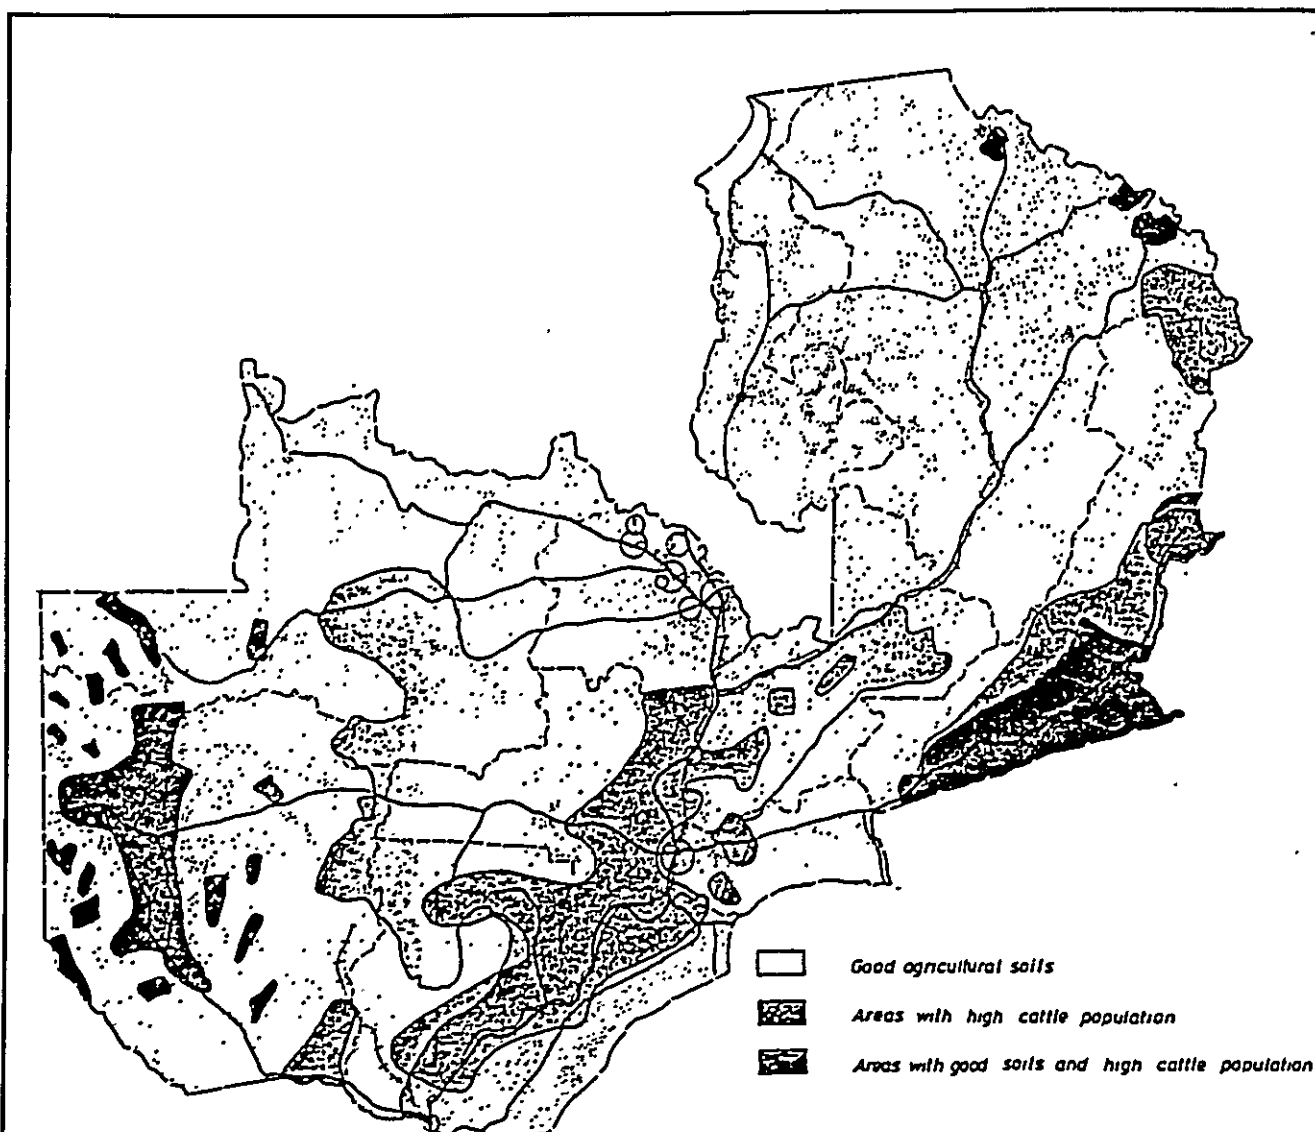 Good agricultural soils
Areas with high cattle population
Areas with good soils and high cattle population